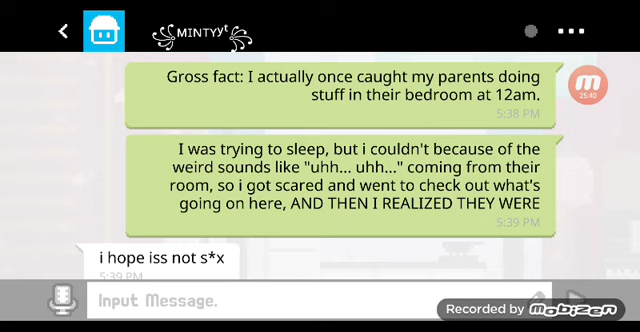 ꧁MINTYʸᵗ꧂
Gross fact: I actually once caught my parents doing
stuff in their bedroom at 12am.
5:38 PM
m
25:40
I was trying to sleep, but i couldn't because of the
weird sounds like "uhh... uhh..." coming from their
room, so i got scared and went to check out what's
going on here, AND THEN I REALIZED THEY WERE
5:39 PM
i hope iss not s*x
5:39 PM
Input Message.
Recorded by Mobizen